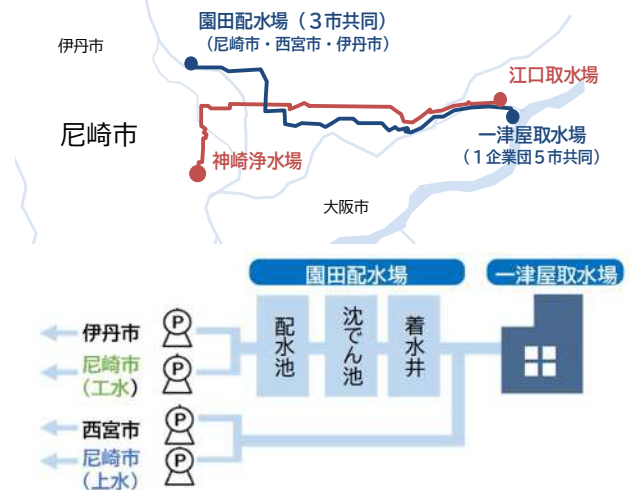 園田配水場（３市共同）
（尼崎市・西宮市・伊丹市）
伊丹市
江口取水場
尼崎市
一津屋取水場
（１企業団５市共同）
神崎浄水場
大阪市
園田配水場
一津屋取水場
配水池
沈でん池
着水井
P
伊丹市
P
尼崎市
（工水）
P
西宮市
P
尼崎市
（上水）